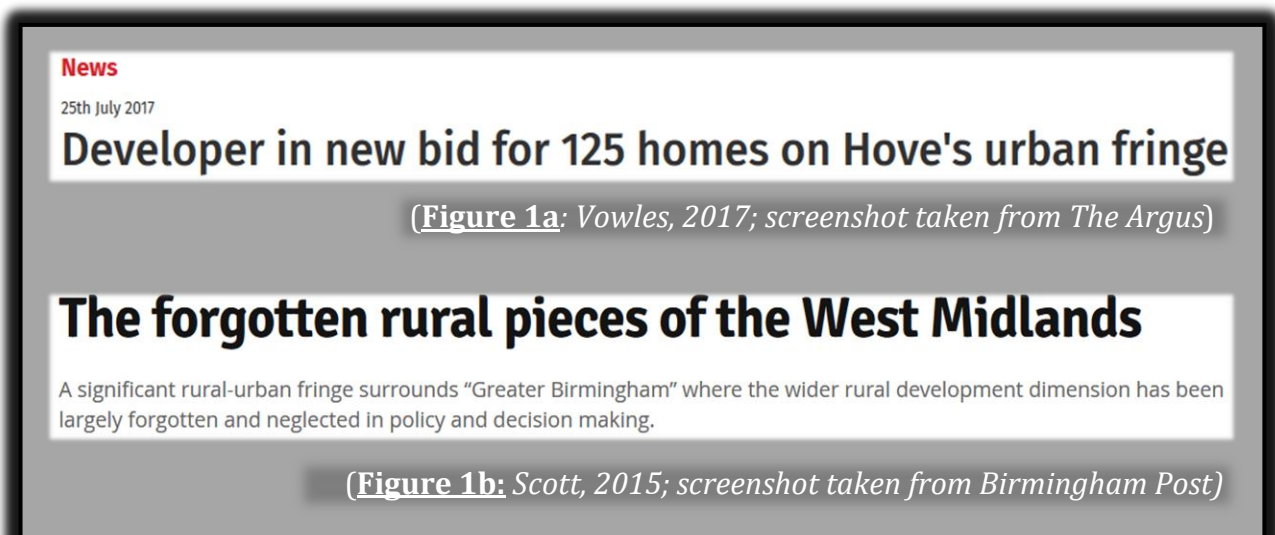 News
25th July 2017
Developer in new bid for 125 homes on Hove's urban fringe
(Figure 1a: Vowles, 2017; screenshot taken from The Argus)
The forgotten rural pieces of the West Midlands
A significant rural-urban fringe surrounds “Greater Birmingham” where the wider rural development dimension has been
largely forgotten and neglected in policy and decision making.
(Figure 1b: Scott, 2015; screenshot taken from Birmingham Post)